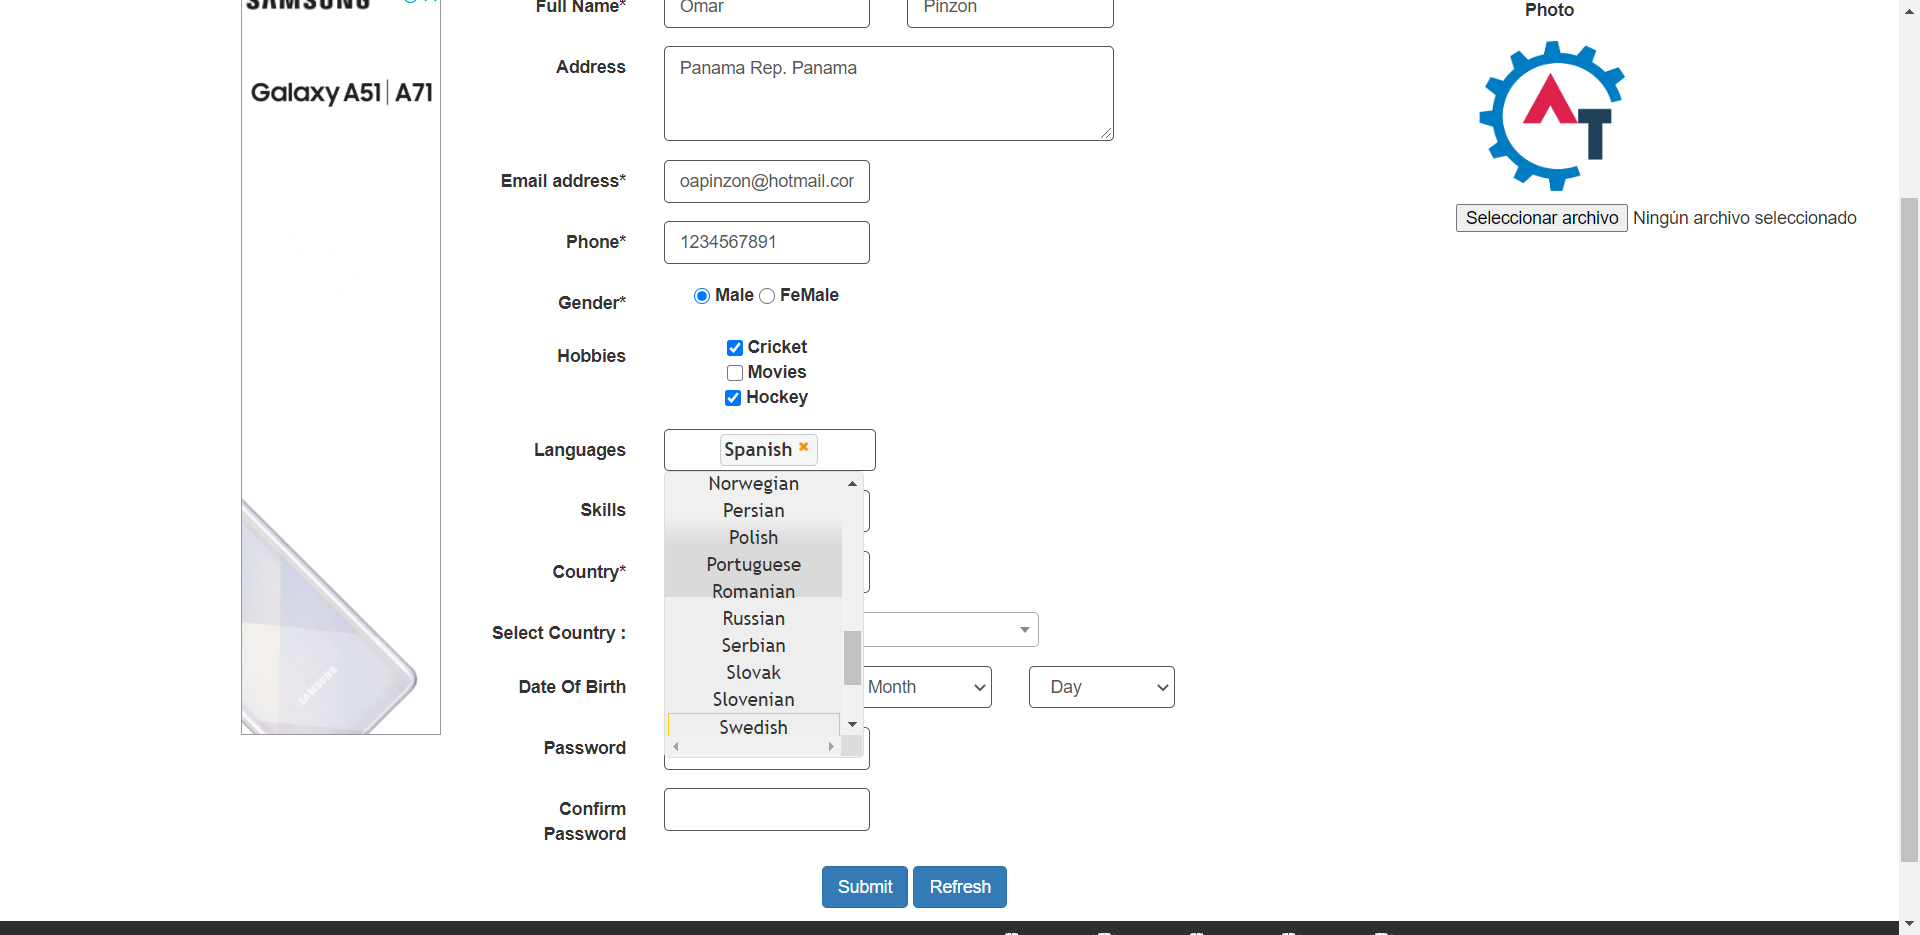 SAMSUNG
Galaxy A51 | A71
SAMSUNG
Full Name*
Omar
Pinzon
Address
Panama Rep. Panama
Email address*
oapinzon@hotmail.cor
Phone*
1234567891
Gender*
Male
FeMale
Hobbies
Cricket
Movies
Hockey
Languages
Spanish
Norwegian
Persian
Polish
Portuguese
Romanian
Russian
Serbian
Slovak
Slovenian
Swedish
Skills
Country*
Select Country :
Date Of Birth
Month
Day
Password
Confirm
Password
Submit
Refresh
Photo
AT
Seleccionar archivo
Ningún archivo seleccionado